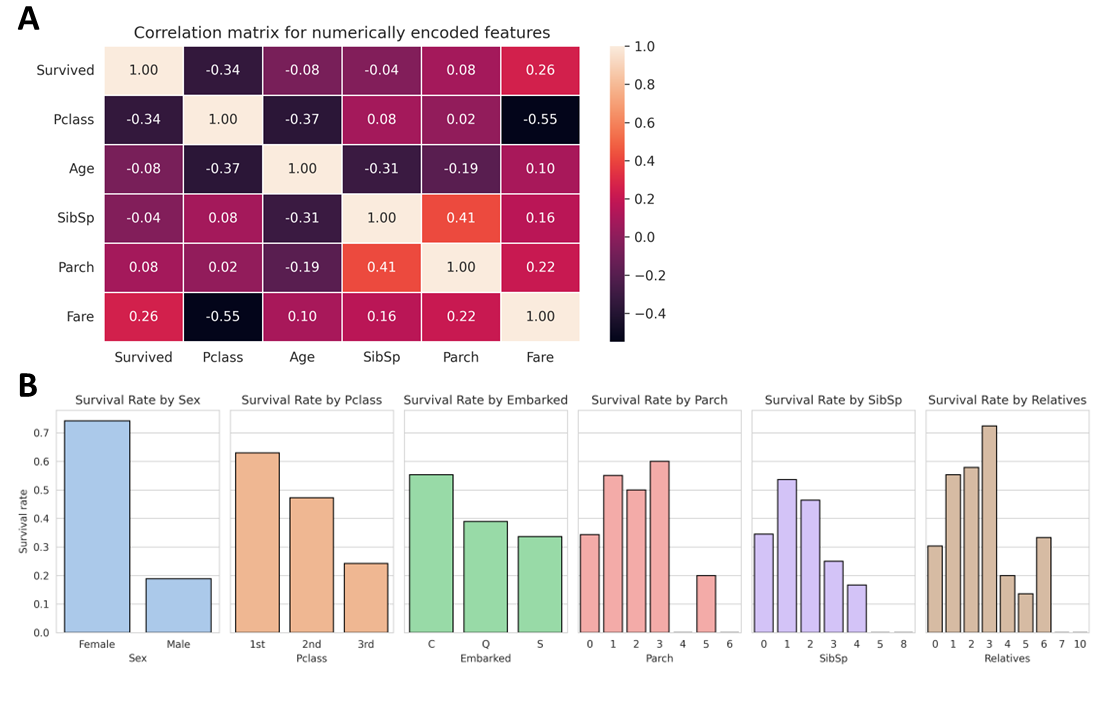 A
Correlation matrix for numerically encoded features
Survived 1.00 -0.34 -0.08 -0.04 0.08 0.26
Pclass -0.34 1.00 -0.37 0.08 0.02 -0.55
Age -0.08 -0.37 1.00 -0.31 -0.19 0.10
SibSp -0.04 0.08 -0.31 1.00 0.41 0.16
Parch 0.08 0.02 -0.19 0.41 1.00 0.22
Fare 0.26 -0.55 0.10 0.16 0.22 1.00
Survived Pclass Age SibSp Parch Fare
1.0
0.8
0.6
0.4
0.2
0.0
−0.2
−0.4
B
Survival Rate by Sex
Survival rate
0.7
0.6
0.5
0.4
0.3
0.2
0.1
0.0
Female Male
Sex
Survival Rate by Pclass
1st 2nd 3rd
Pclass
Survival Rate by Embarked
C Q S
Embarked
Survival Rate by Parch
0 1 2 3 4 5 6
Parch
Survival Rate by SibSp
0 1 2 3 4 5 8
SibSp
Survival Rate by Relatives
0 1 2 3 4 5 6 7 10
Relatives